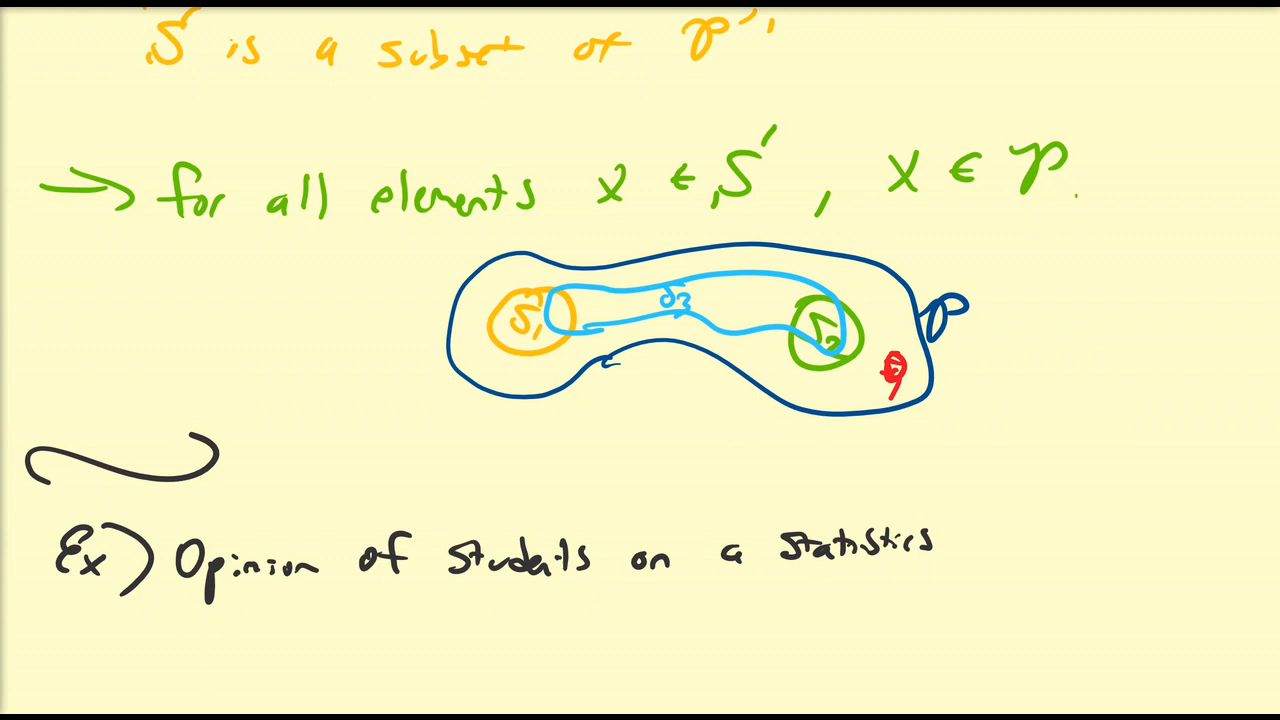 S is a subset of P',
→ for all elements x ∈ S', x ∈ P.
S₁ S₃ S₂ P
Ex) Opinion of students on a statistics